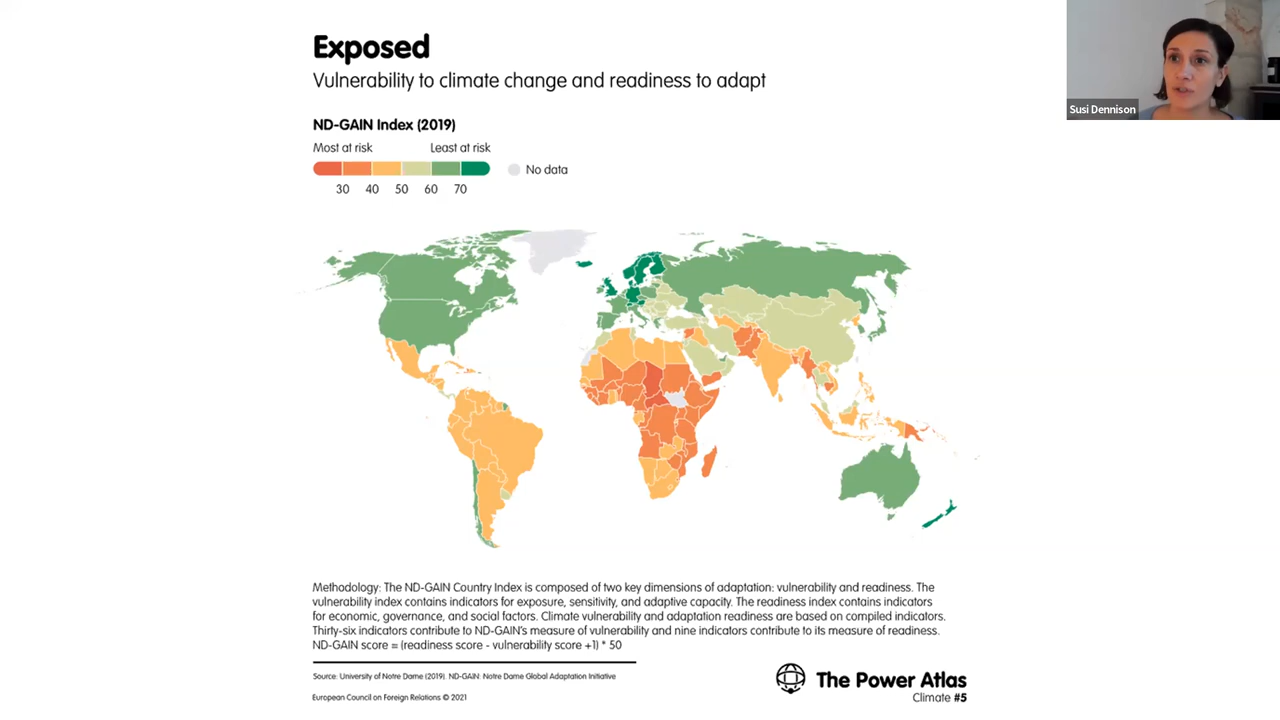 Exposed
Vulnerability to climate change and readiness to adapt
ND-GAIN Index (2019)
Most at risk Least at risk
No data
30 40 50 60 70
Susi Dennison
Methodology: The ND-GAIN Country Index is composed of two key dimensions of adaptation: vulnerability and readiness. The
vulnerability index contains indicators for exposure, sensitivity, and adaptive capacity. The readiness index contains indicators
for economic, governance, and social factors. Climate vulnerability and adaptation readiness are based on compiled indicators.
Thirty-six indicators contribute to ND-GAIN's measure of vulnerability and nine indicators contribute to its measure of readiness.
ND-GAIN score = (readiness score - vulnerability score +1) * 50
Source: University of Notre Dame (2019). ND-GAIN: Notre Dame Global Adaptation Initiative
European Council on Foreign Relations © 2021
The Power Atlas
Climate #5